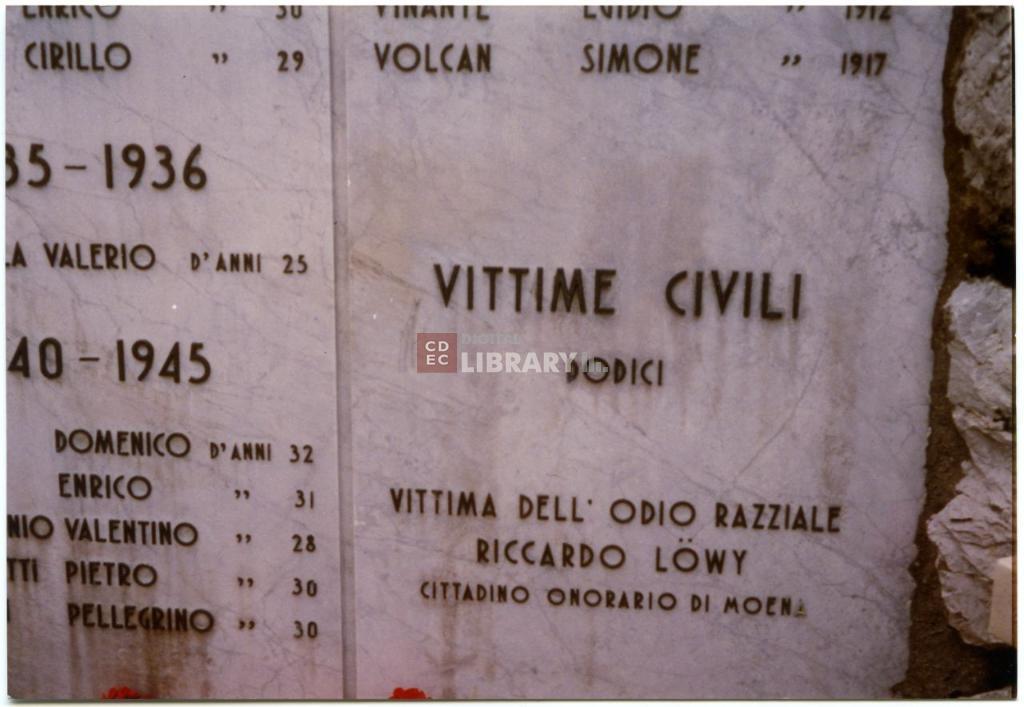 ENRICO " 30
CIRILLO " 29
35 - 1936
LA VALERIO D'ANNI 25
40 - 1945
DOMENICO D'ANNI 32
ENRICO " 31
NIO VALENTINO " 28
TTI PIETRO " 30
PELLEGRINO " 30
VINANTE EGIDIO " 1912
VOLCAN SIMONE " 1917
VITTIME CIVILI
DODICI
VITTIMA DELL' ODIO RAZZIALE
RICCARDO LÖWY
CITTADINO ONORARIO DI MOENA
CDEC DIGITAL LIBRARY.it